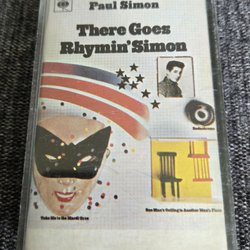 CBS
Paul Simon
There Goes
Rhymin' Simon
Kodachrome
Take Me to the Mardi Gras
One Man's Ceiling is Another Man's Floor